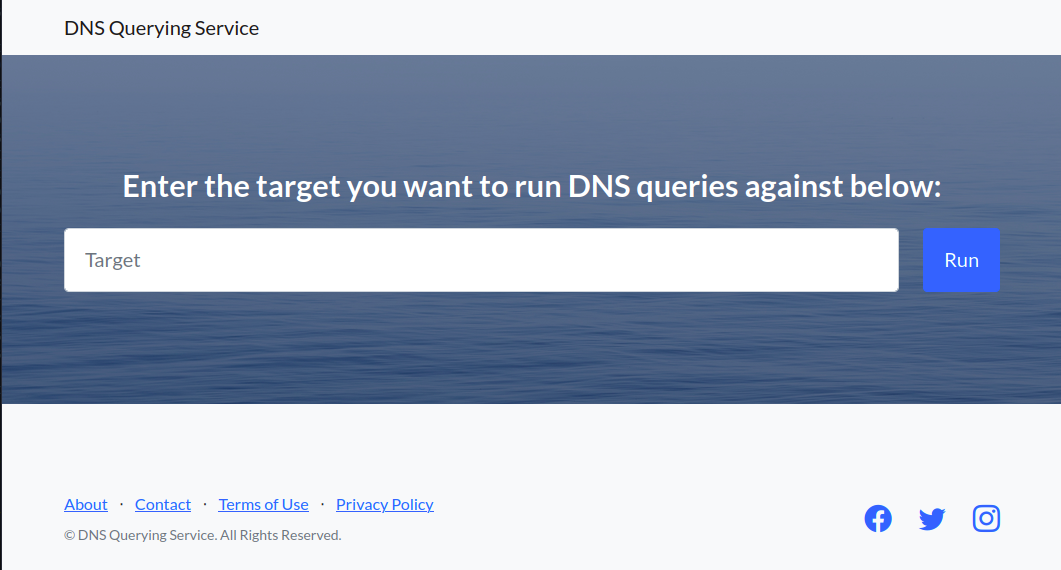 DNS Querying Service
Enter the target you want to run DNS queries against below:
Target Run
About · Contact · Terms of Use · Privacy Policy
© DNS Querying Service. All Rights Reserved.